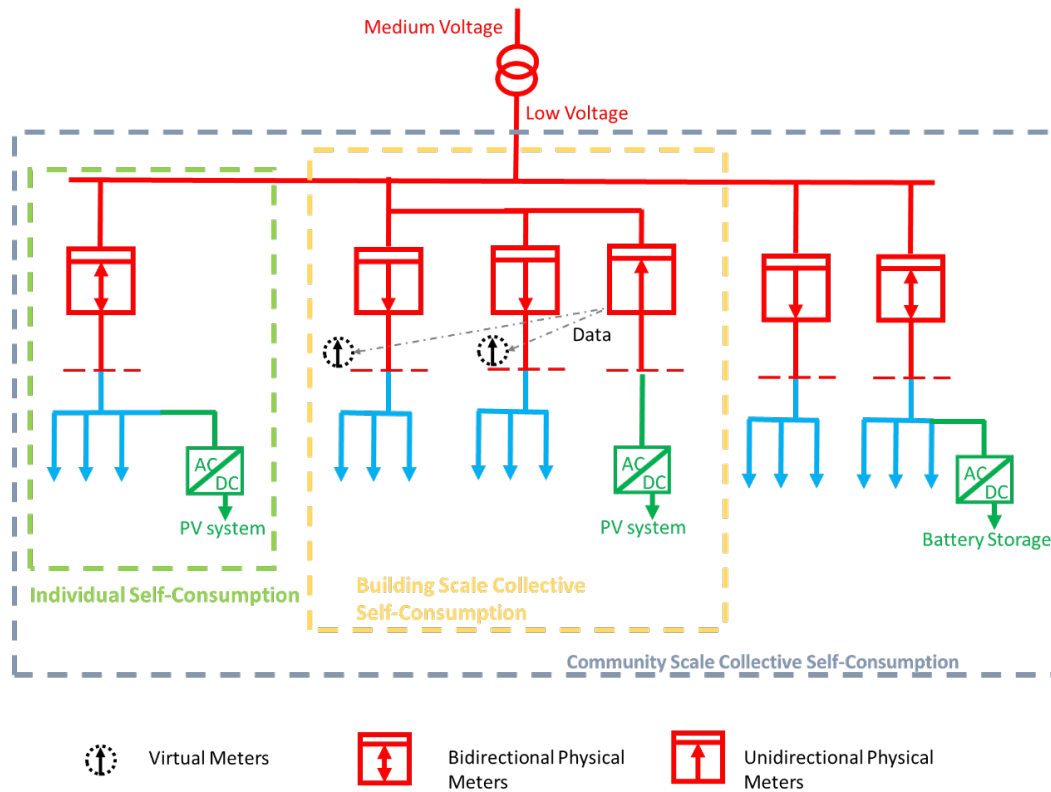 Medium Voltage
Low Voltage
Data
AC
DC
PV system
AC
DC
PV system
AC
DC
Battery Storage
Individual Self-Consumption
Building Scale Collective
Self-Consumption
Community Scale Collective Self-Consumption
Virtual Meters
Bidirectional Physical
Meters
Unidirectional Physical
Meters